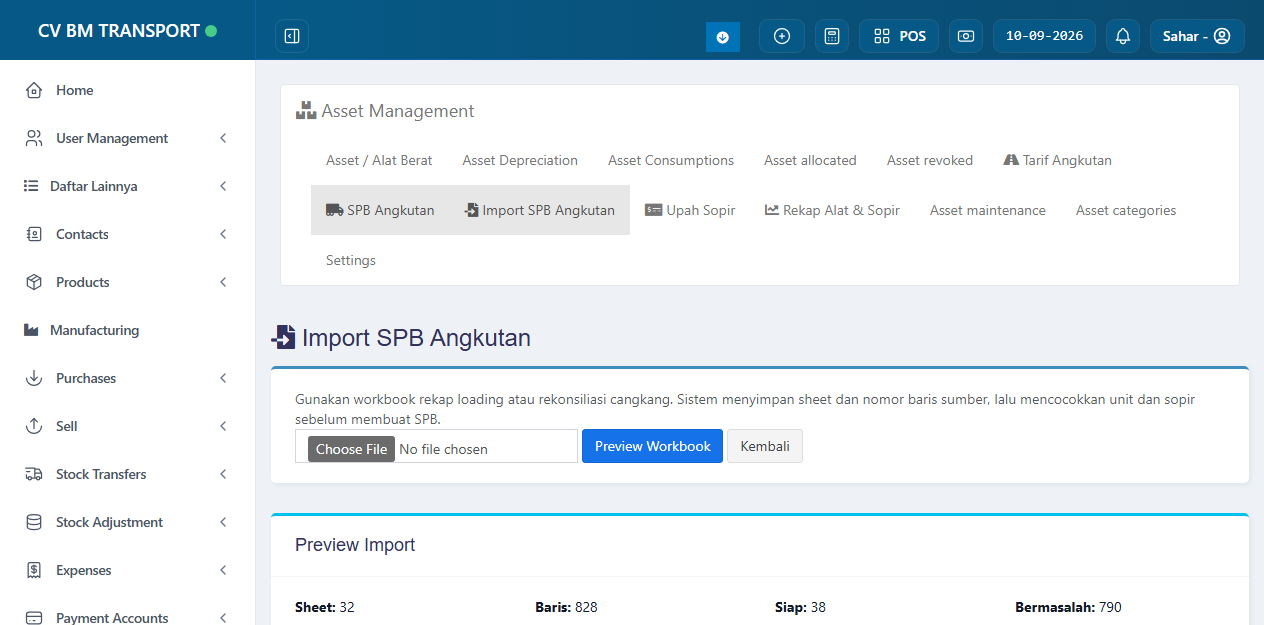 CV BM TRANSPORT
POS
10-09-2026
Sahar -
Home
User Management
Daftar Lainnya
Contacts
Products
Manufacturing
Purchases
Sell
Stock Transfers
Stock Adjustment
Expenses
Payment Accounts
Asset Management
Asset / Alat Berat Asset Depreciation Asset Consumptions Asset allocated Asset revoked Tarif Angkutan
SPB Angkutan Import SPB Angkutan Upah Sopir Rekap Alat & Sopir Asset maintenance Asset categories
Settings
Import SPB Angkutan
Gunakan workbook rekap loading atau rekonsiliasi cangkang. Sistem menyimpan sheet dan nomor baris sumber, lalu mencocokkan unit dan sopir
sebelum membuat SPB.
Choose File No file chosen Preview Workbook Kembali
Preview Import
Sheet: 32 Baris: 828 Siap: 38 Bermasalah: 790